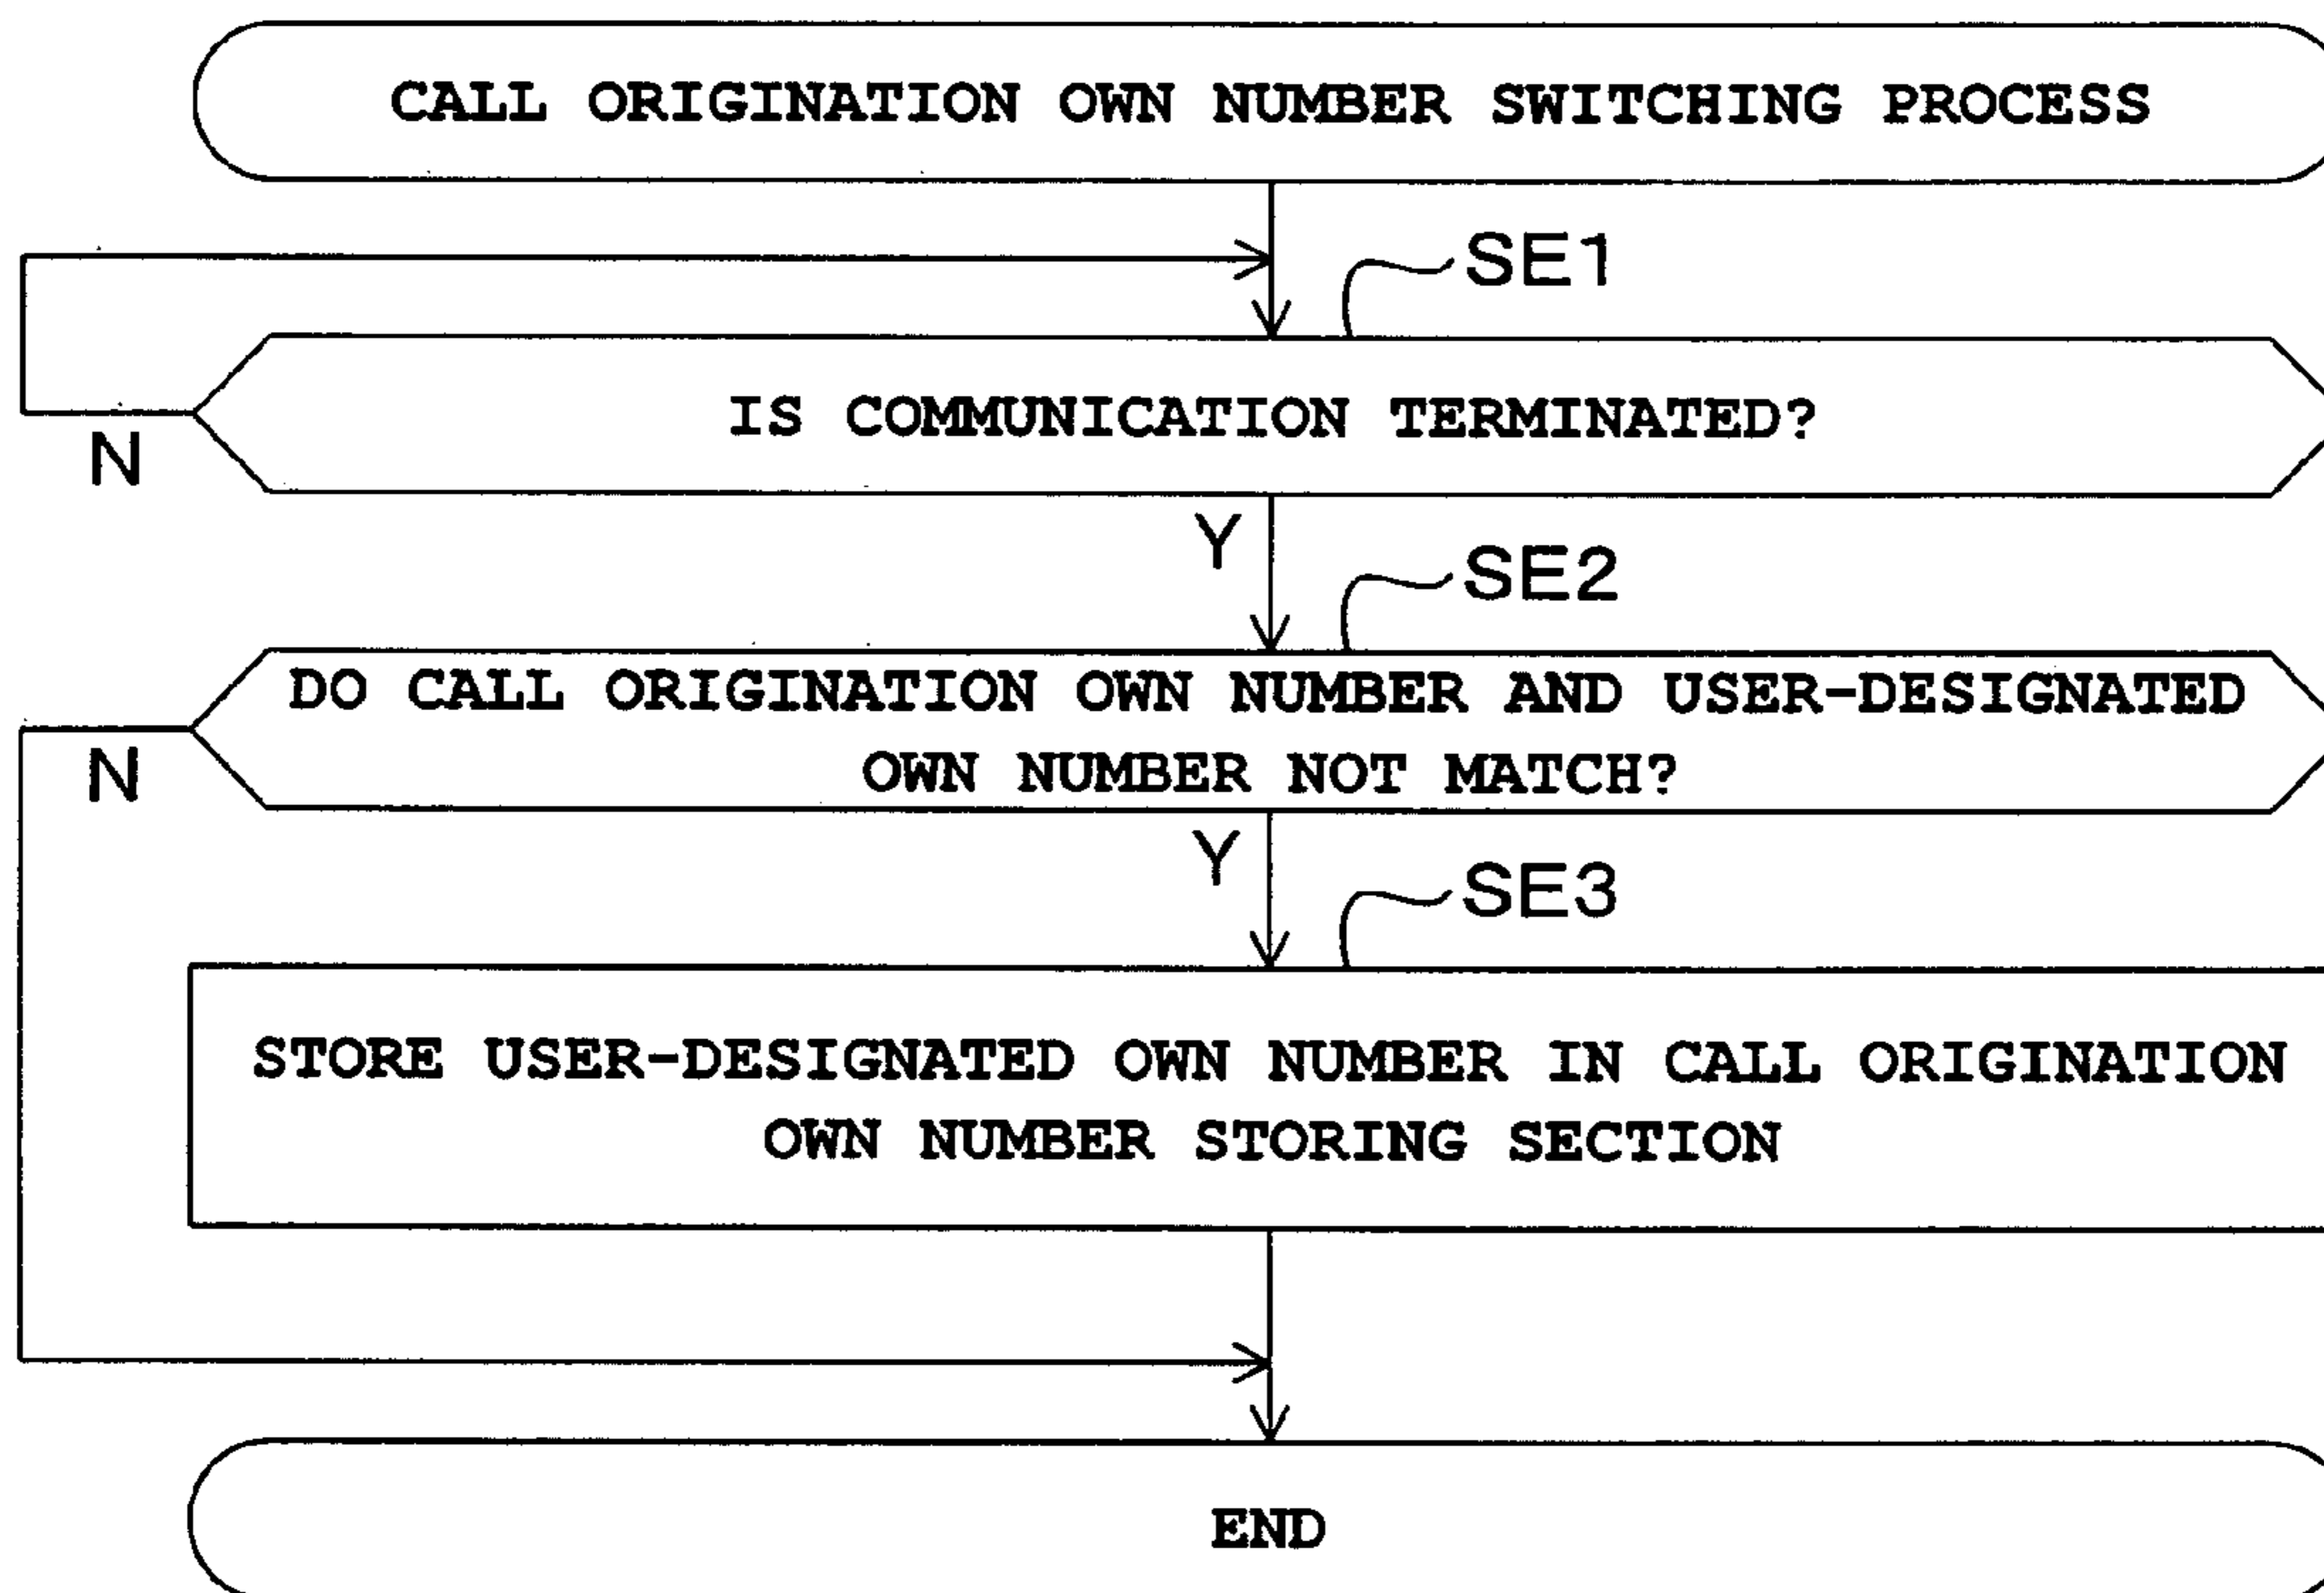 CALL ORIGINATION OWN NUMBER SWITCHING PROCESS
SE1
IS COMMUNICATION TERMINATED?
N
Y
SE2
DO CALL ORIGINATION OWN NUMBER AND USER-DESIGNATED
OWN NUMBER NOT MATCH?
N
Y
SE3
STORE USER-DESIGNATED OWN NUMBER IN CALL ORIGINATION
OWN NUMBER STORING SECTION
END